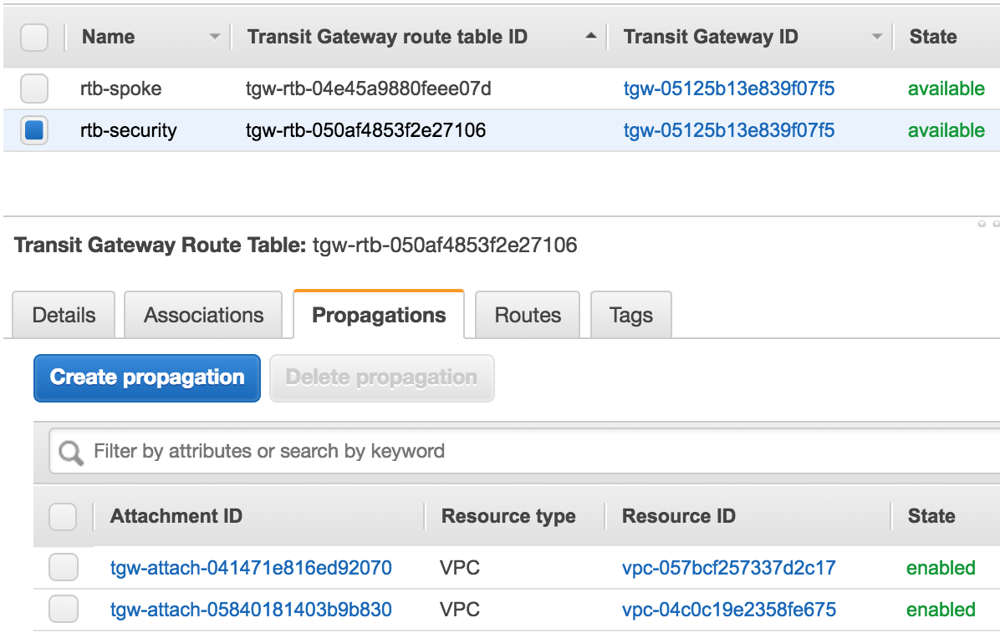 Name Transit Gateway route table ID Transit Gateway ID State
rtb-spoke tgw-rtb-04e45a9880feee07d tgw-05125b13e839f07f5 available
rtb-security tgw-rtb-050af4853f2e27106 tgw-05125b13e839f07f5 available
Transit Gateway Route Table: tgw-rtb-050af4853f2e27106
Details Associations Propagations Routes Tags
Create propagation Delete propagation
Filter by attributes or search by keyword
Attachment ID Resource type Resource ID State
tgw-attach-041471e816ed92070 VPC vpc-057bcf257337d2c17 enabled
tgw-attach-05840181403b9b830 VPC vpc-04c0c19e2358fe675 enabled